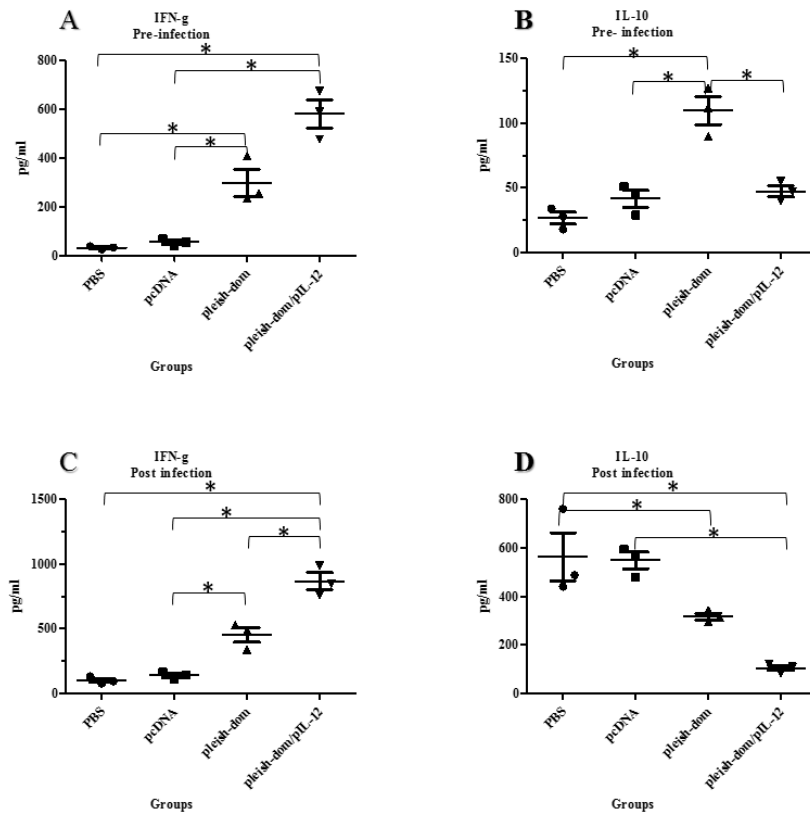 A
IFN-g
Pre-infection
*
*
*
*
800
600
400
200
0
pg/ml
PBS
pcDNA
pleish-dom
pleish-dom/pIL-12
Groups
B
IL-10
Pre- infection
*
*
*
150
100
50
0
pg/ml
PBS
pcDNA
pleish-dom
pleish-dom/pIL-12
Groups
C
IFN-g
Post infection
*
*
*
*
1500
1000
500
0
pg/ml
PBS
pcDNA
pleish-dom
pleish-dom/pIL-12
Groups
D
IL-10
Post infection
*
*
*
800
600
400
200
0
pg/ml
PBS
pcDNA
pleish-dom
pleish-dom/pIL-12
Groups